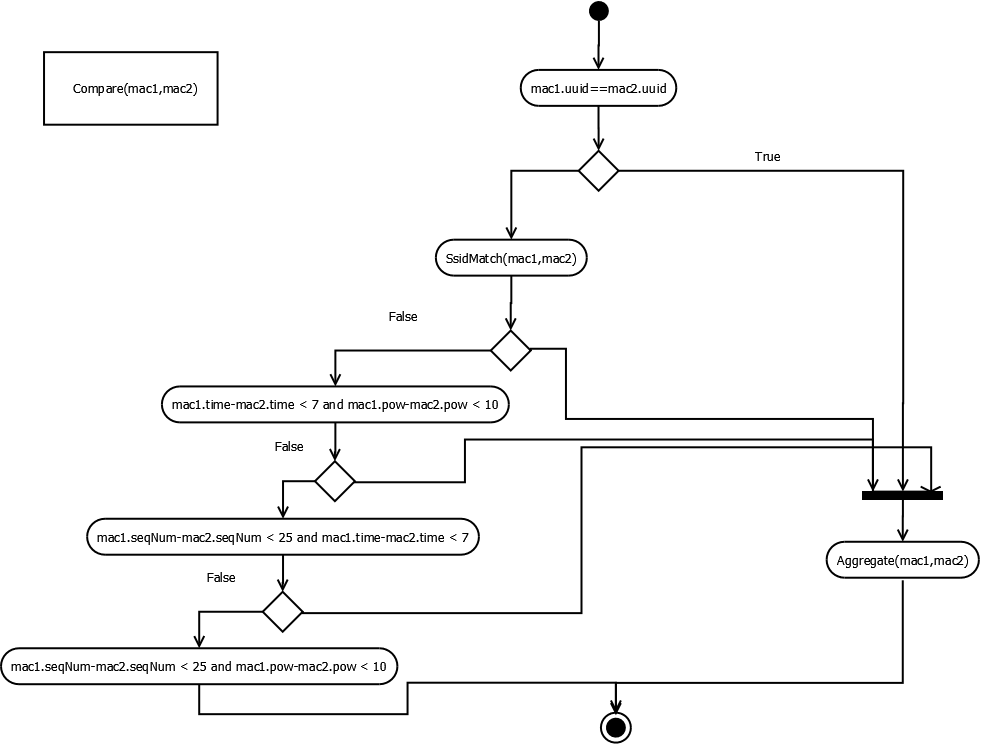 Compare(mac1,mac2)
mac1.uuid==mac2.uuid
True
SsidMatch(mac1,mac2)
False
mac1.time-mac2.time < 7 and mac1.pow-mac2.pow < 10
False
mac1.seqNum-mac2.seqNum < 25 and mac1.time-mac2.time < 7
Aggregate(mac1,mac2)
False
mac1.seqNum-mac2.seqNum < 25 and mac1.pow-mac2.pow < 10